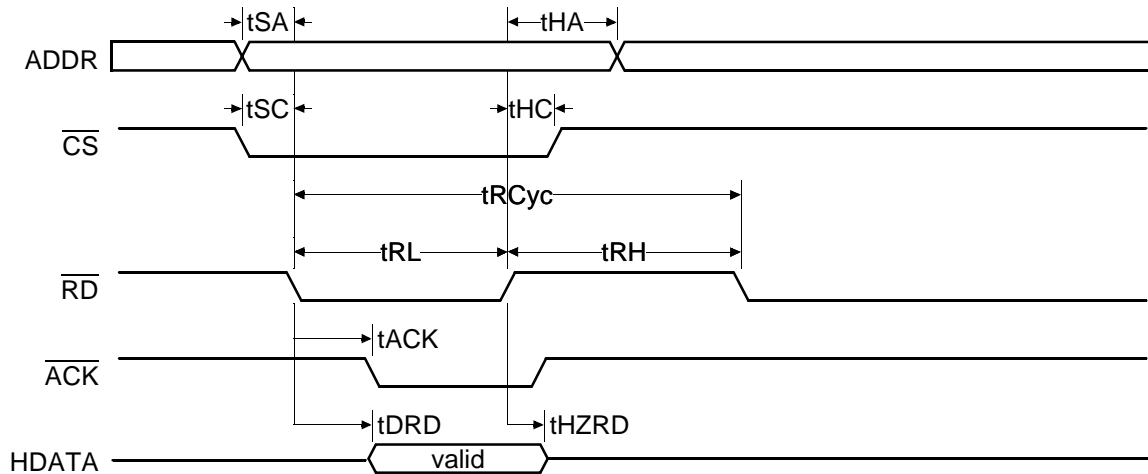 tSA
tHA
ADDR
tSC
tHC
CS
tRCyc
tRL
tRH
RD
tACK
ACK
tDRD
tHZRD
HDATA
valid